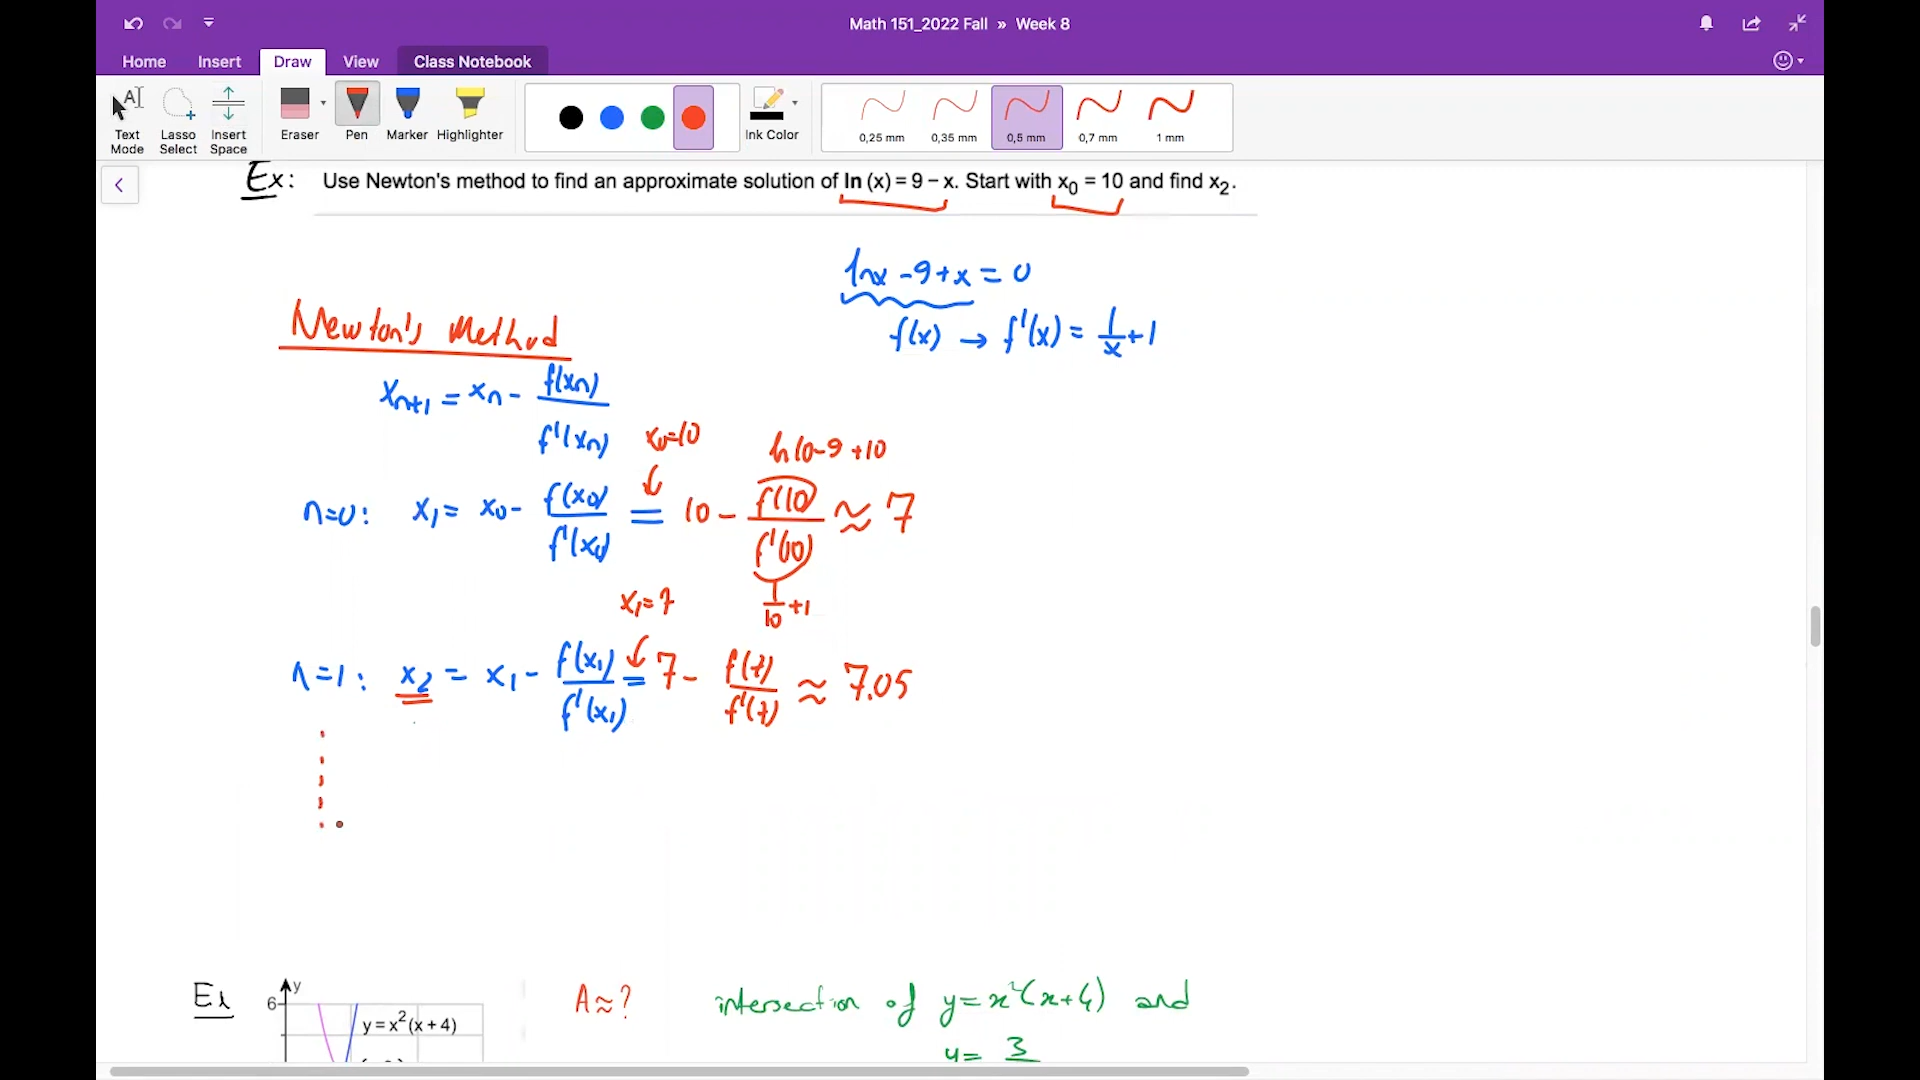 Math 151_2022 Fall » Week 8
Home Insert Draw View Class Notebook
Text Mode
Lasso Select
Insert Space
Eraser
Pen
Marker
Highlighter
Ink Color
0,25 mm
0,35 mm
0,5 mm
0,7 mm
1 mm
Ex: Use Newton's method to find an approximate solution of ln (x) = 9 – x. Start with x₀ = 10 and find x₂.
lnx - 9 + x = 0
f(x) → f'(x) = 1/x + 1
Newton's Method
xₙ₊₁ = xₙ - f(xₙ)/f'(xₙ)
x₀=10
ln10-9+10
n=0: x₁ = x₀ - f(x₀)/f'(x₀) = 10 - f(10)/f'(10) ≈ 7
1/10 + 1
x₁=7
n=1: x₂ = x₁ - f(x₁)/f'(x₁) = 7 - f(7)/f'(7) ≈ 7.05
Ex
y
6
y = x²(x + 4)
A≈?
intersection of y = x²(x+4) and
y = 3